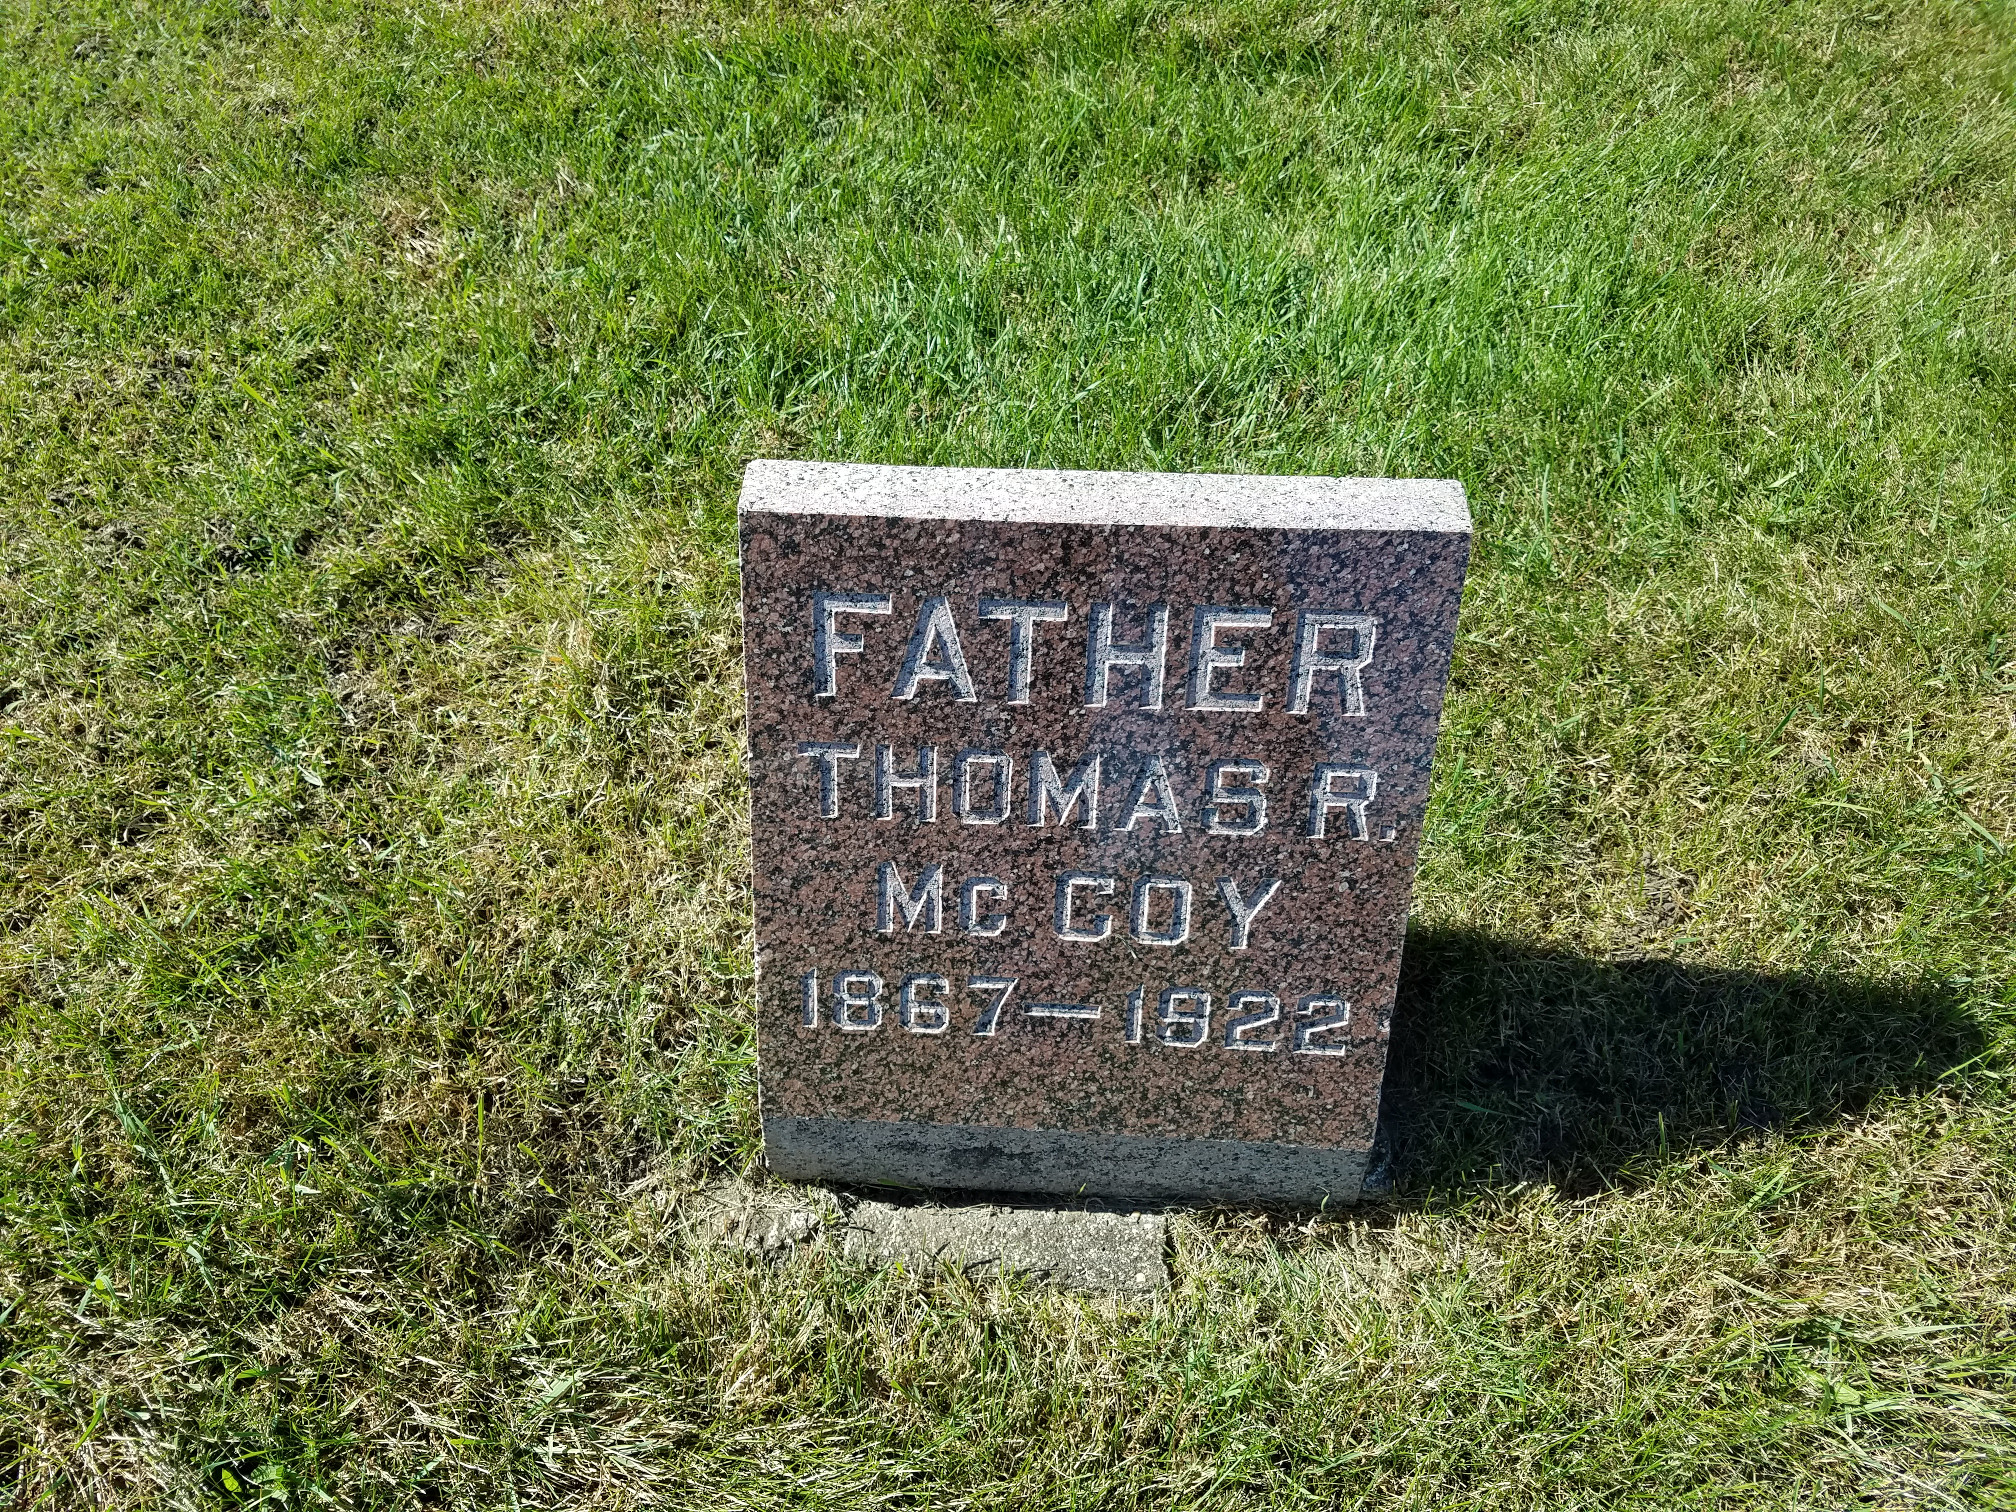 FATHER
THOMAS R.
Mc COY
1867—1922